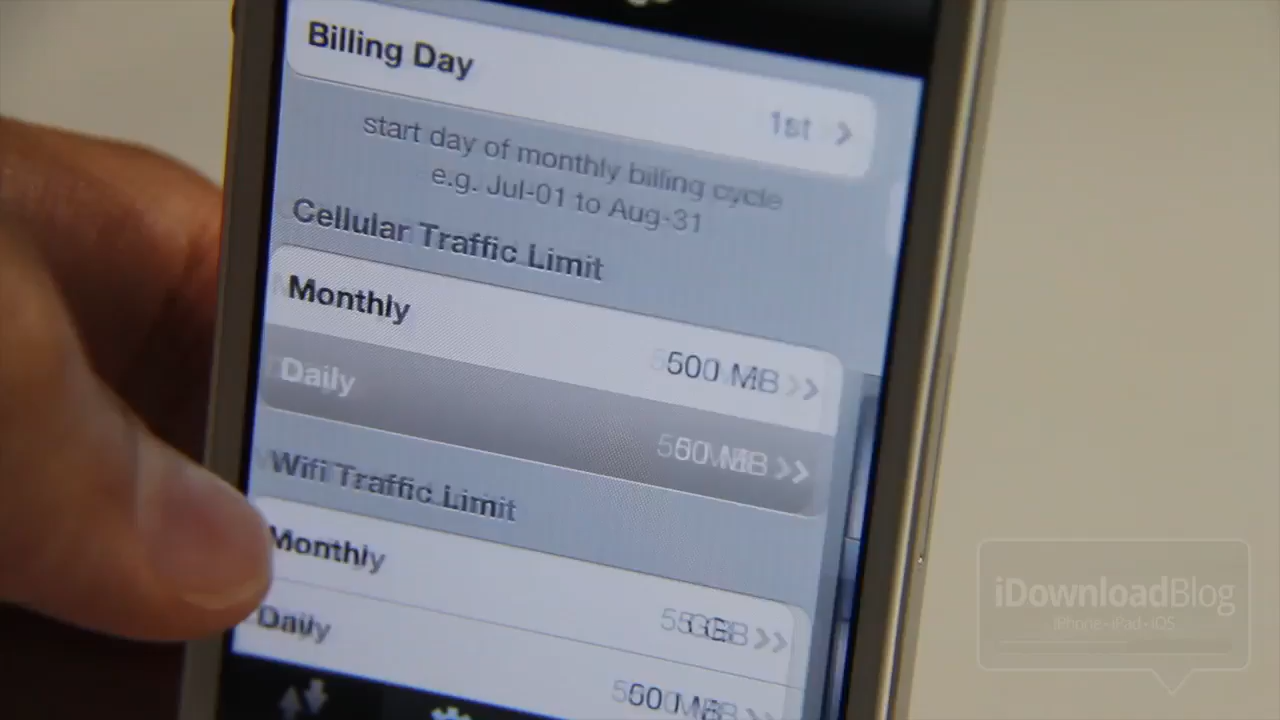 Billing Day
1st
start day of monthly billing cycle
e.g. Jul-01 to Aug-31
Cellular Traffic Limit
Monthly
500 MB
Daily
50 MB
Wifi Traffic Limit
Monthly
5 GB
Daily
500 MB
iDownloadBlog
iPhone • iPad • iOS